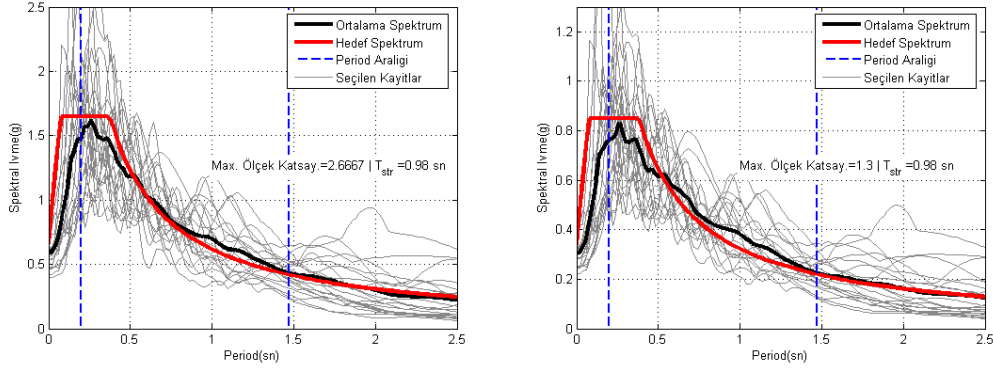 Ortalama Spektrum
Hedef Spektrum
Period Araligi
Seçilen Kayitlar
Max. Ölçek Katsay.=2.6667 | T_str =0.98 sn
Spektral Ivme(g)
2.5
2
1.5
1
0.5
0
0 0.5 1 1.5 2 2.5
Period(sn)
Ortalama Spektrum
Hedef Spektrum
Period Araligi
Seçilen Kayitlar
Max. Ölçek Katsay.=1.3 | T_str =0.98 sn
Spektral Ivme(g)
1.2
1
0.8
0.6
0.4
0.2
0
0 0.5 1 1.5 2 2.5
Period(sn)